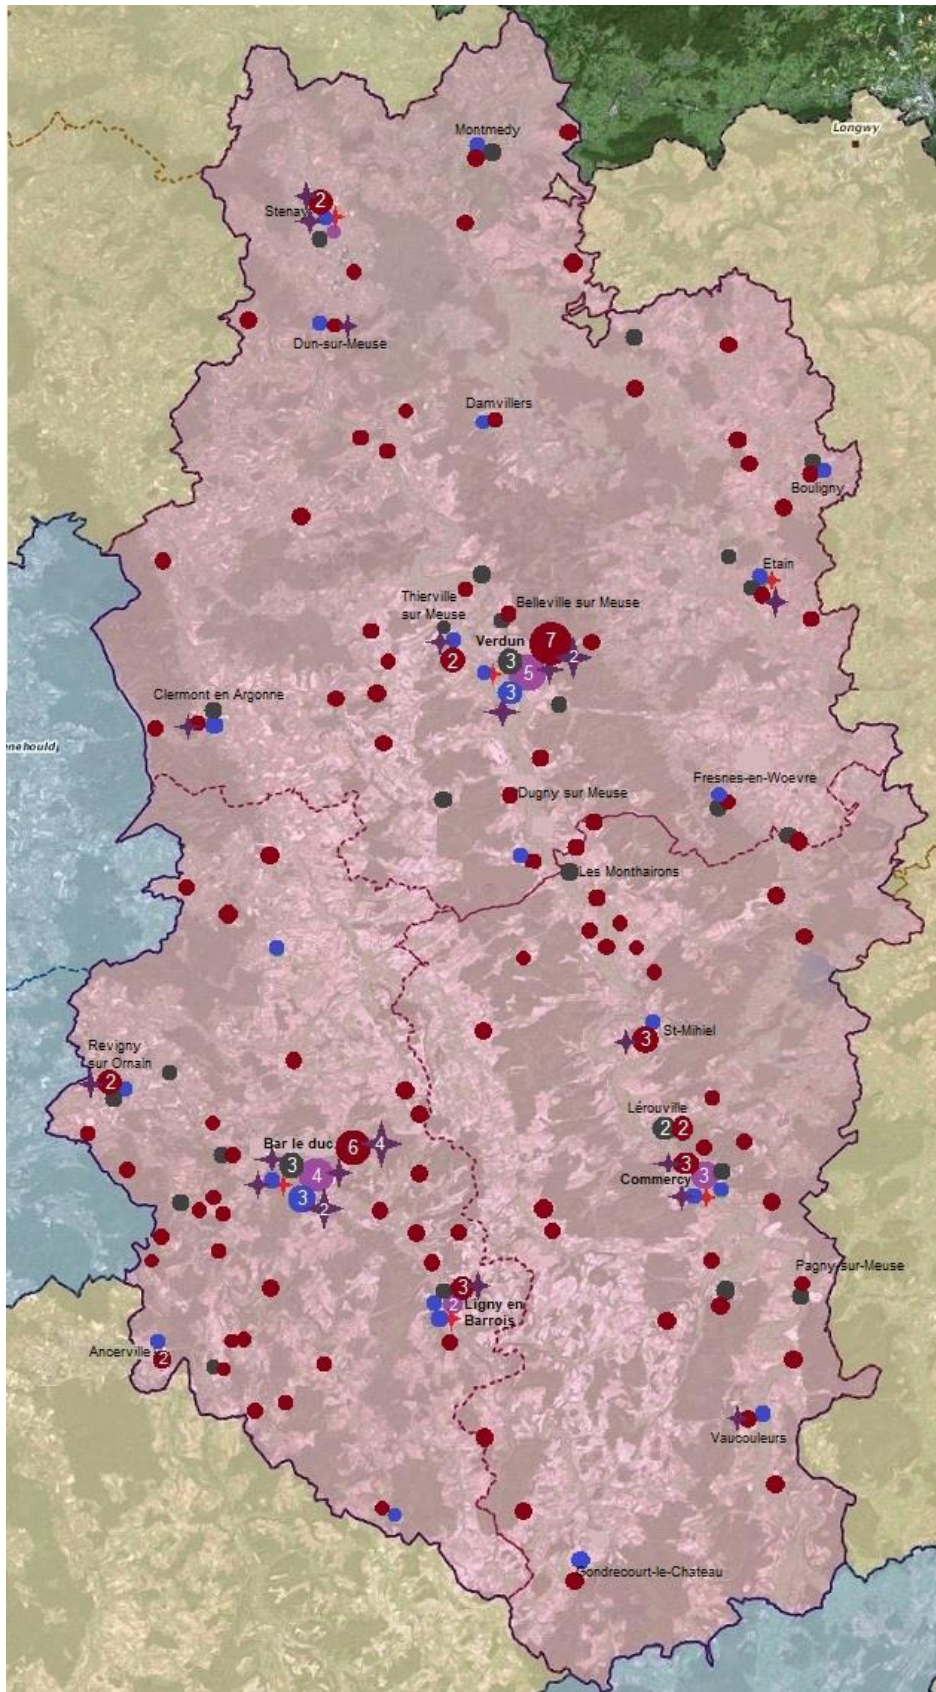 Montmedy
Longwy
2
Stenay
Dun-sur-Meuse
Damvillers
Bouligny
Etain
Thierville
sur Meuse
Belleville sur Meuse
Verdun
7
2
3
2
5
3
Clermont en Argonne
nehould
Fresnes-en-Woevre
Dugny sur Meuse
Les Monthairons
St-Mihiel
3
Revigny
sur Ornain
2
Lérouville
2
2
Bar le duc
6
4
3
4
3
2
3
Commercy
3
Pagny-sur-Meuse
3
2
Ligny en
Barrois
Ancerville
2
Vaucouleurs
Gondrecourt-le-Chateau